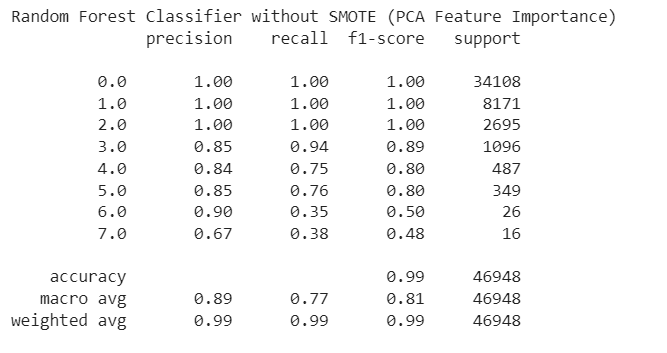 Random Forest Classifier without SMOTE (PCA Feature Importance)
precision recall f1-score support
0.0 1.00 1.00 1.00 34108
1.0 1.00 1.00 1.00 8171
2.0 1.00 1.00 1.00 2695
3.0 0.85 0.94 0.89 1096
4.0 0.84 0.75 0.80 487
5.0 0.85 0.76 0.80 349
6.0 0.90 0.35 0.50 26
7.0 0.67 0.38 0.48 16
accuracy 0.99 46948
macro avg 0.89 0.77 0.81 46948
weighted avg 0.99 0.99 0.99 46948